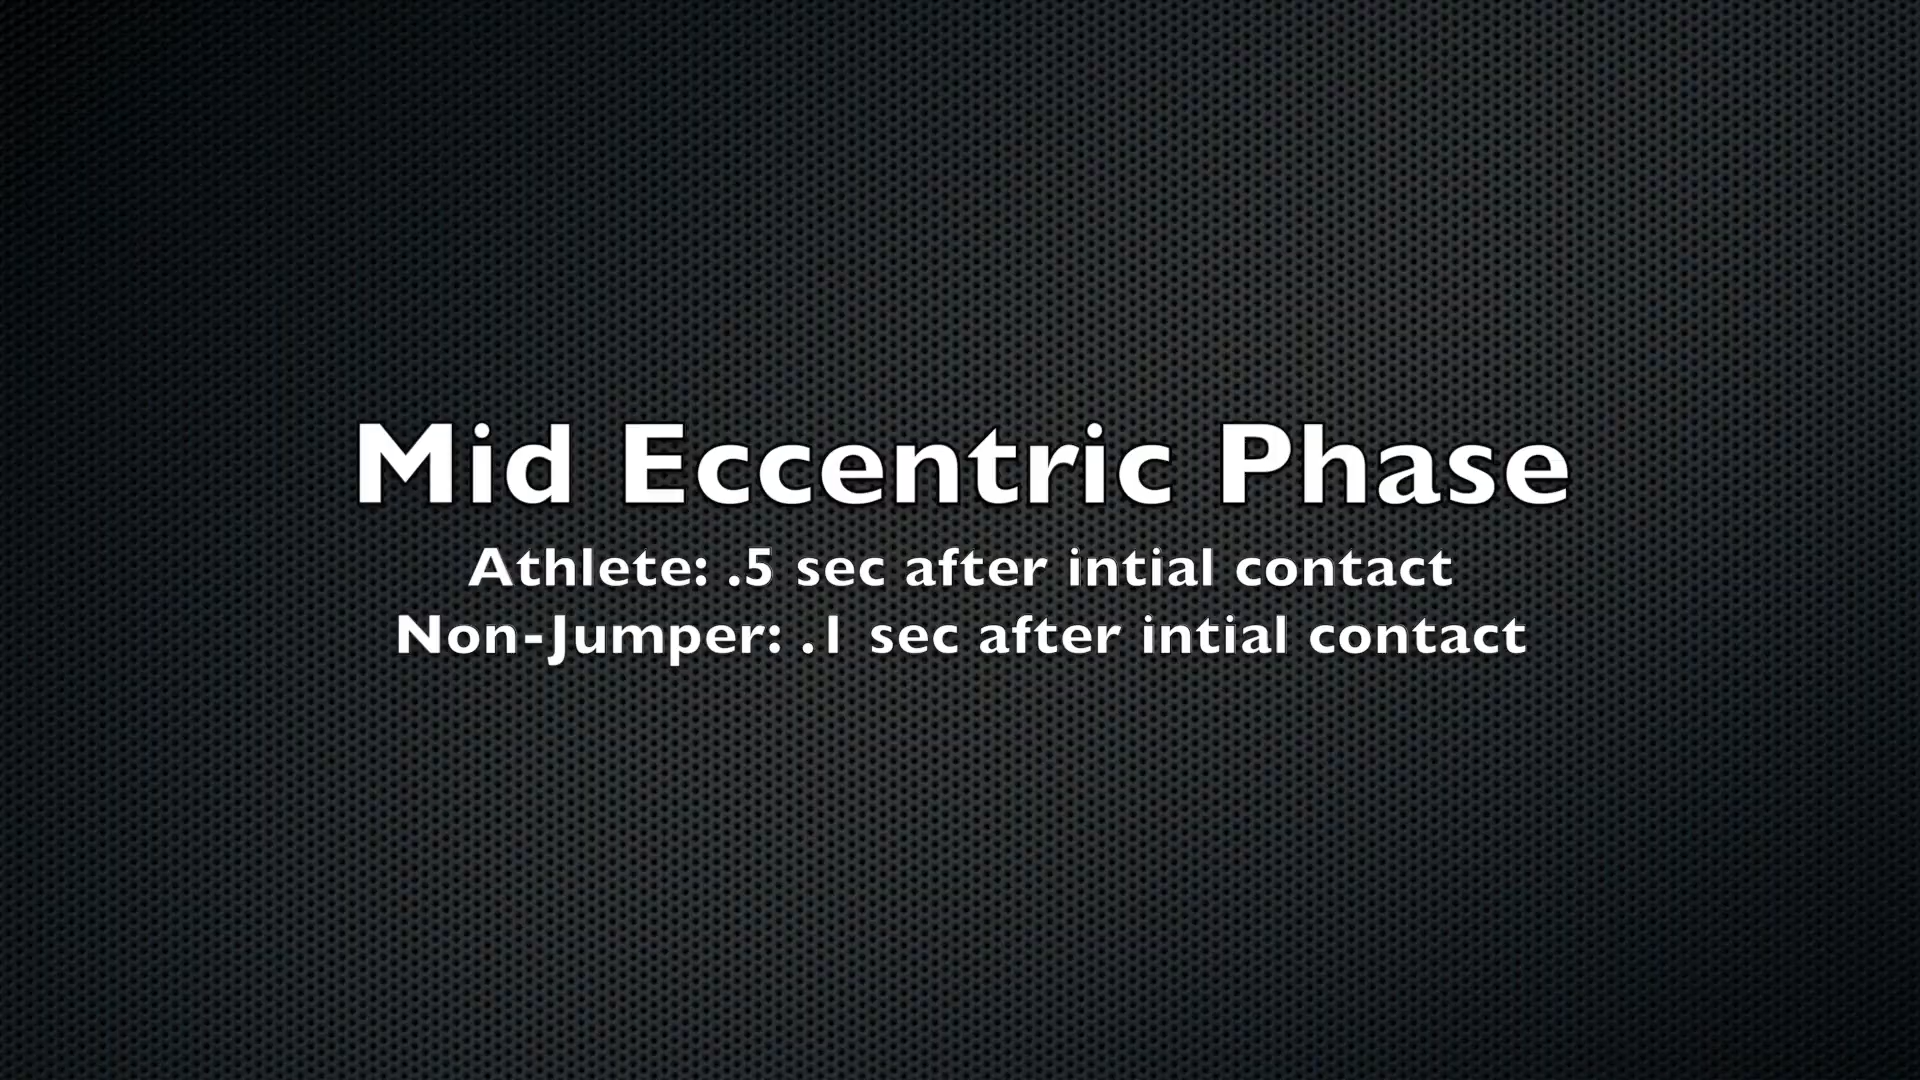 Mid Eccentric Phase
Athlete: .5 sec after intial contact
Non-Jumper: .1 sec after intial contact